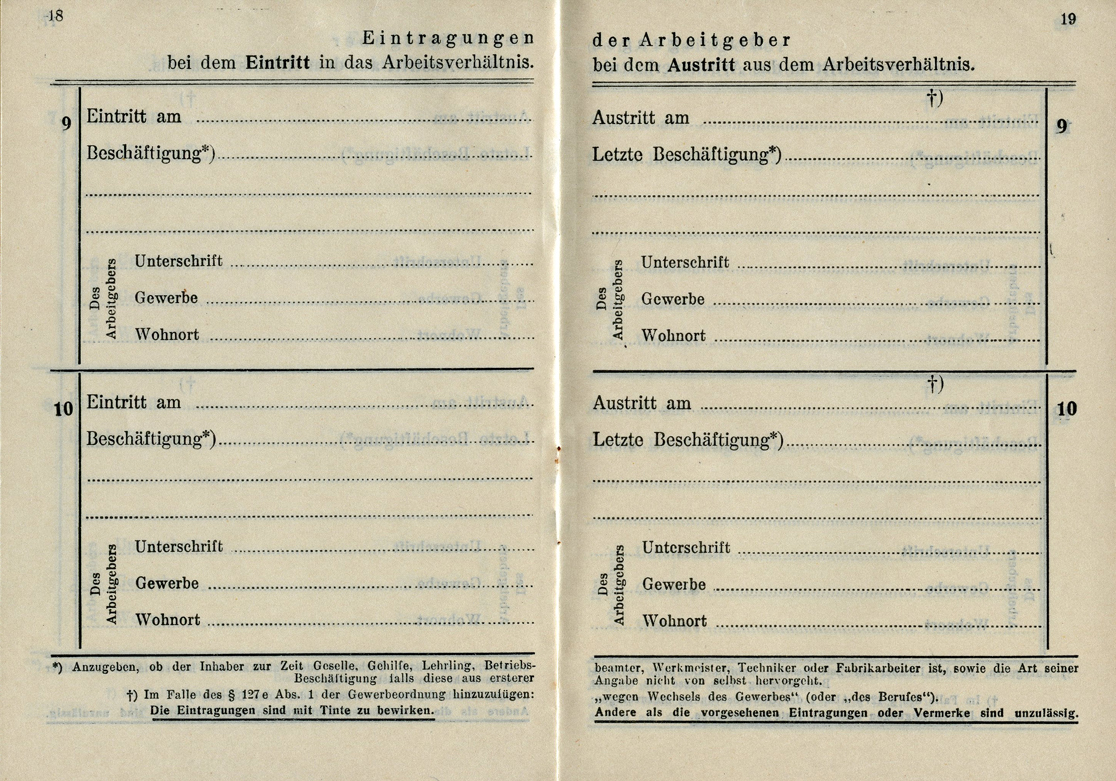 18
Eintragungen
bei dem Eintritt in das Arbeitsverhältnis.
9
Eintritt am
Beschäftigung*)
Des Arbeitgebers
Unterschrift
Gewerbe
Wohnort
10
Eintritt am
Beschäftigung*)
Des Arbeitgebers
Unterschrift
Gewerbe
Wohnort
*) Anzugeben, ob der Inhaber zur Zeit Geselle, Gehilfe, Lehrling, Betriebs-
Beschäftigung falls diese aus ersterer
†) Im Falle des § 127e Abs. 1 der Gewerbeordnung hinzuzufügen:
Die Eintragungen sind mit Tinte zu bewirken.
19
der Arbeitgeber
bei dem Austritt aus dem Arbeitsverhältnis.
†)
9
Austritt am
Letzte Beschäftigung*)
Des Arbeitgebers
Unterschrift
Gewerbe
Wohnort
†)
10
Austritt am
Letzte Beschäftigung*)
Des Arbeitgebers
Unterschrift
Gewerbe
Wohnort
beamter, Werkmeister, Techniker oder Fabrikarbeiter ist, sowie die Art seiner
Angabe nicht von selbst hervorgeht.
„wegen Wechsels des Gewerbes“ (oder „des Berufes“).
Andere als die vorgesehenen Eintragungen oder Vermerke sind unzulässig.